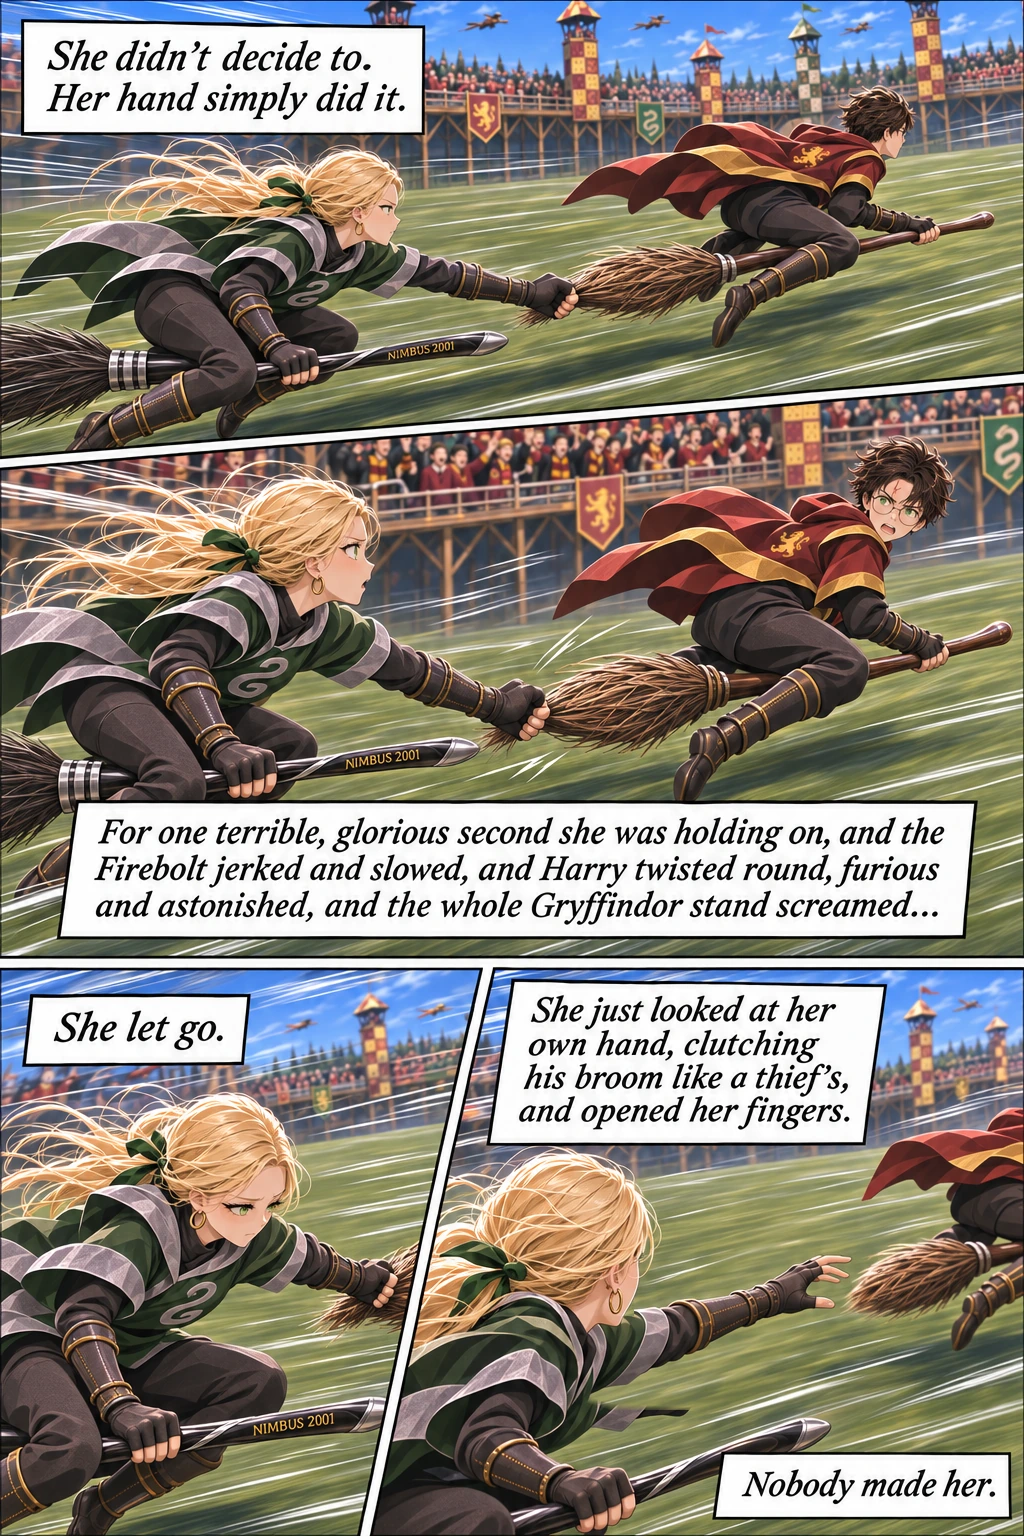 She didn't decide to.
Her hand simply did it.
NIMBUS 2001
NIMBUS 2001
For one terrible, glorious second she was holding on, and the
Firebolt jerked and slowed, and Harry twisted round, furious
and astonished, and the whole Gryffindor stand screamed...
She let go.
NIMBUS 2001
She just looked at her
own hand, clutching
his broom like a thief's,
and opened her fingers.
Nobody made her.